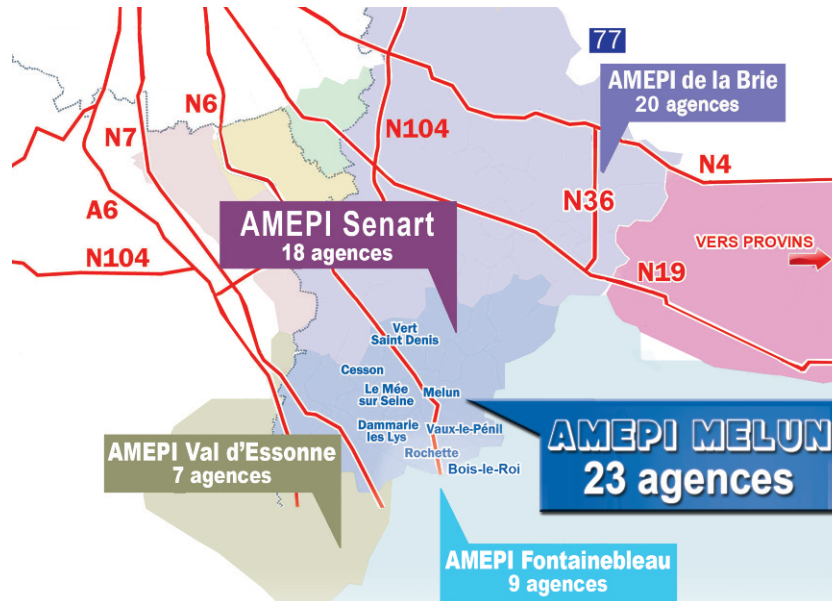 77
AMEPI de la Brie
20 agences
N6
N7
N104
N4
A6
N36
AMEPI Senart
18 agences
N104
VERS PROVINS
N19
Vert
Saint Denis
Cesson
Le Mée
sur Seine
Melun
Dammarie
les Lys
Vaux-le-Pénil
Rochette
Bois-le-Roi
AMEPI MELUN
23 agences
AMEPI Val d'Essonne
7 agences
AMEPI Fontainebleau
9 agences